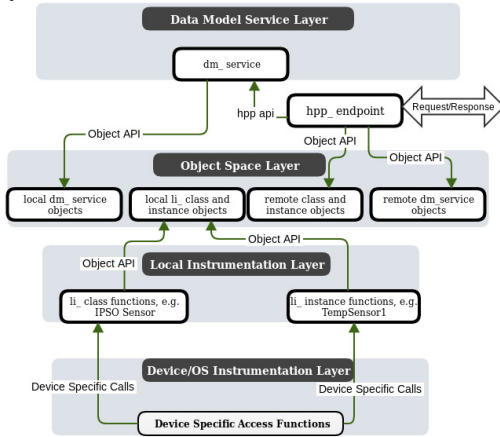 Data Model Service Layer
dm_ service
hpp api
hpp_ endpoint
Request/Response
Object API
Object API
Object API
Object Space Layer
local dm_ service
objects
local li_ class and
instance objects
remote class and
instance objects
remote dm_service
objects
Object API
Object API
Local Instrumentation Layer
li_ class functions, e.g.
IPSO Sensor
li_ instance functions, e.g.
TempSensor1
Device/OS Instrumentation Layer
Device Specific Calls
Device Specific Calls
Device Specific Access Functions